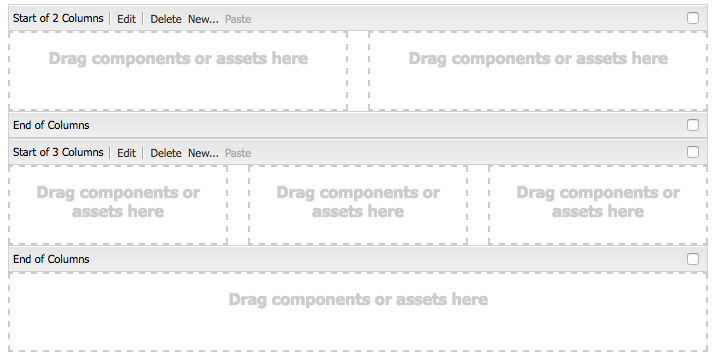 Start of 2 Columns Edit Delete New... Paste
Drag components or assets here Drag components or assets here
End of Columns
Start of 3 Columns Edit Delete New... Paste
Drag components or
assets here
Drag components or
assets here
Drag components or
assets here
End of Columns
Drag components or assets here